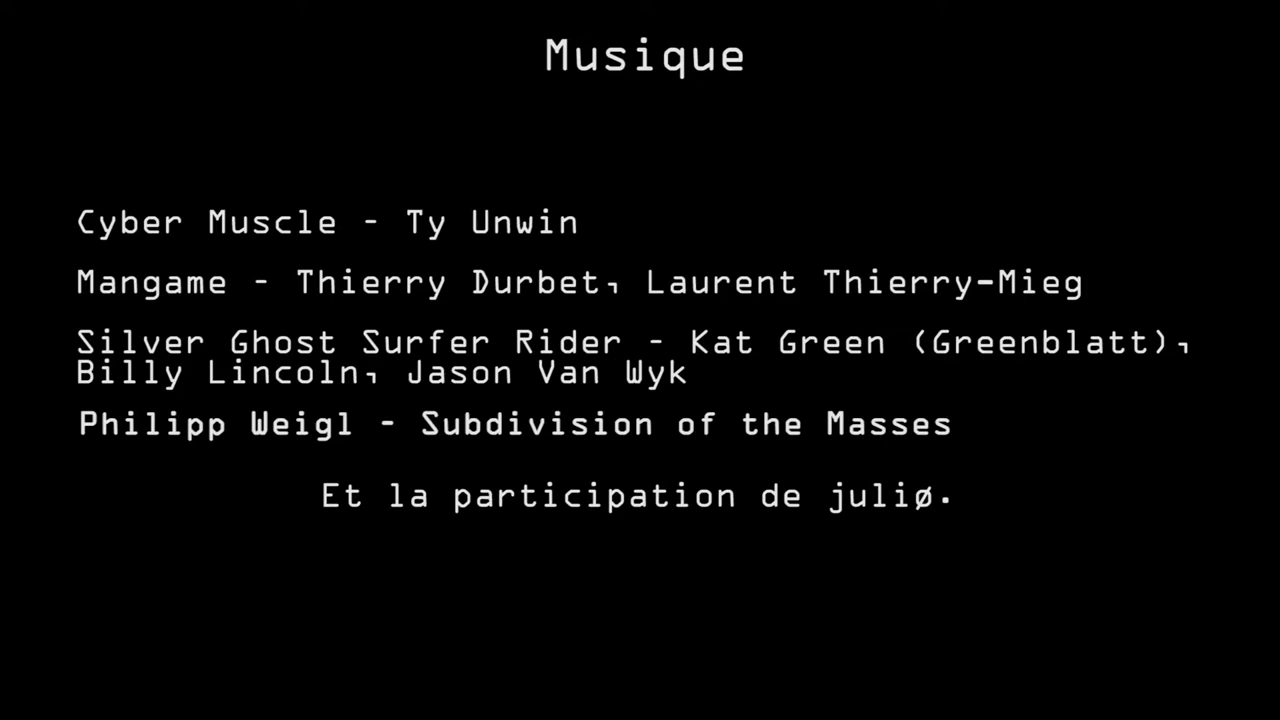 Musique
Cyber Muscle - Ty Unwin
Mangame - Thierry Durbet, Laurent Thierry-Mieg
Silver Ghost Surfer Rider - Kat Green (Greenblatt),
Billy Lincoln, Jason Van Wyk
Philipp Weigl - Subdivision of the Masses
Et la participation de juliø.